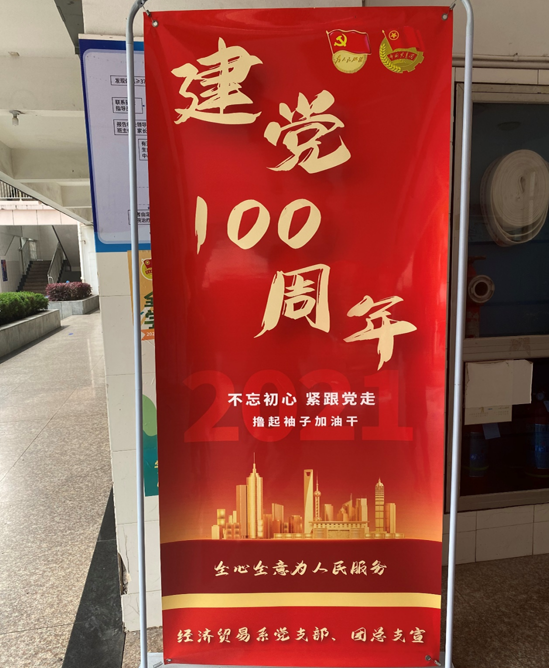 建党
100
周年
2021
不忘初心 紧跟党走
撸起袖子加油干
全心全意为人民服务
经济贸易系党支部、团总支宣